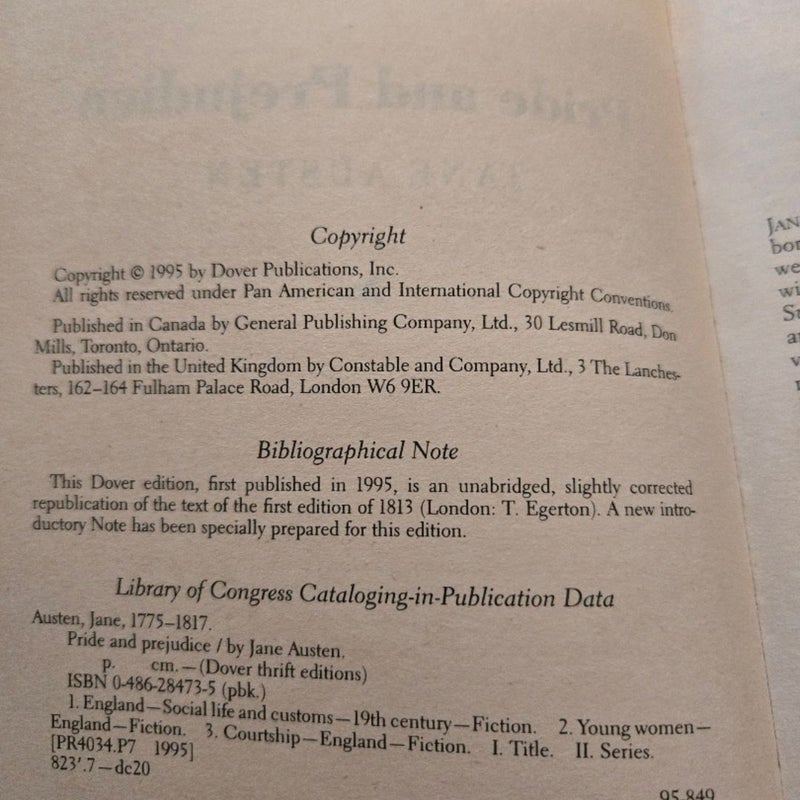 Copyright
Copyright © 1995 by Dover Publications, Inc.
All rights reserved under Pan American and International Copyright Conventions.
Published in Canada by General Publishing Company, Ltd., 30 Lesmill Road, Don
Mills, Toronto, Ontario.
Published in the United Kingdom by Constable and Company, Ltd., 3 The Lanches-
ters, 162–164 Fulham Palace Road, London W6 9ER.
Bibliographical Note
This Dover edition, first published in 1995, is an unabridged, slightly corrected
republication of the text of the first edition of 1813 (London: T. Egerton). A new intro-
ductory Note has been specially prepared for this edition.
Library of Congress Cataloging-in-Publication Data
Austen, Jane, 1775–1817.
Pride and prejudice / by Jane Austen.
p. cm. — (Dover thrift editions)
ISBN 0-486-28473-5 (pbk.)
1. England—Social life and customs—19th century—Fiction. 2. Young women—
England—Fiction. 3. Courtship—England—Fiction. I. Title. II. Series.
[PR4034.P7 1995]
823'.7—dc20
95-849